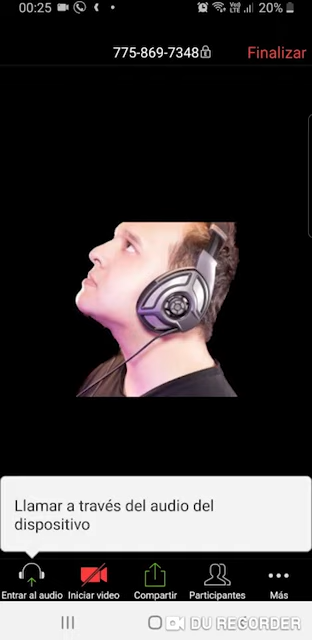 00:25
20%
775-869-7348
Finalizar
Llamar a través del audio del
dispositivo
Entrar al audio
Iniciar video
Compartir
Participantes
Más
DU RECORDER